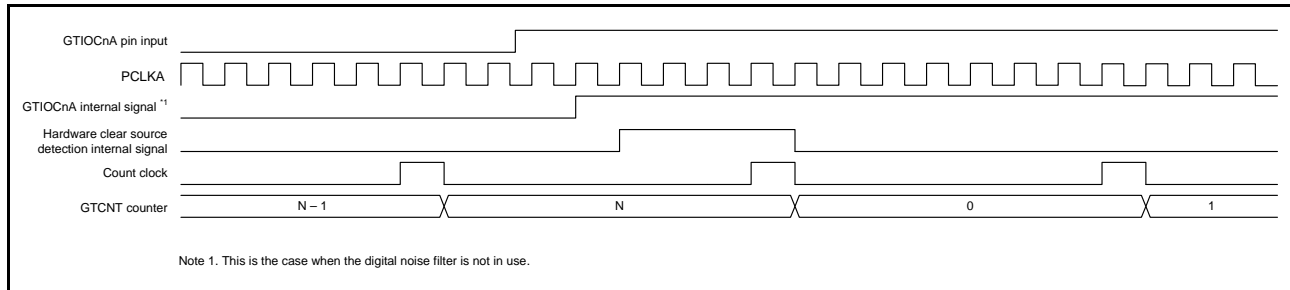 GTIOCnA pin input
PCLKA
GTIOCnA internal signal *1
Hardware clear source
detection internal signal
Count clock
GTCNT counter
N – 1
N
0
1
Note 1. This is the case when the digital noise filter is not in use.